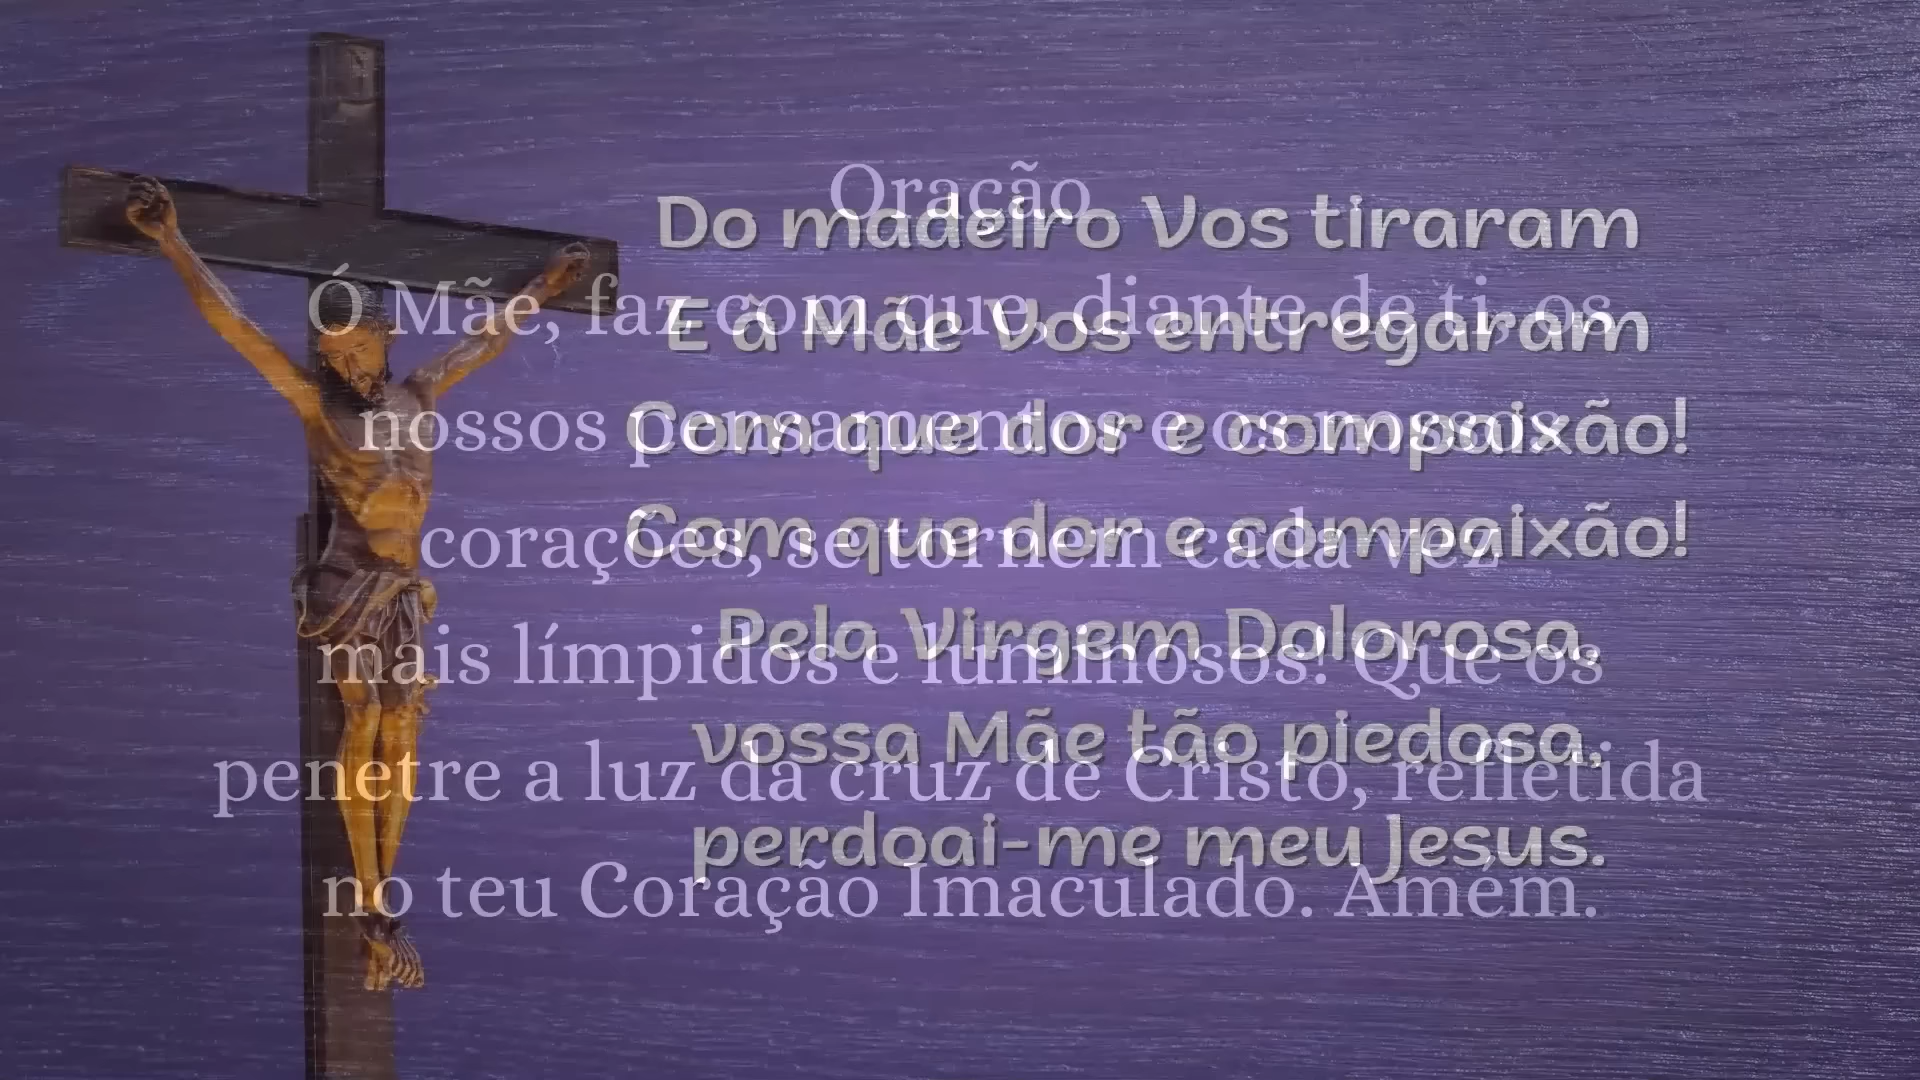 Oração
Ó Mãe, faz com que, diante de ti, os
nossos pensamentos e os nossos
corações, se tornem cada vez
mais límpidos e luminosos! Que os
penetre a luz da cruz de Cristo, refletida
no teu Coração Imaculado. Amém.
Do madeiro Vos tiraram
E à Mãe Vos entregaram
Com que dor e compaixão!
Com que dor e compaixão!
Pela Virgem Dolorosa,
vossa Mãe tão piedosa,
perdoai-me meu Jesus.